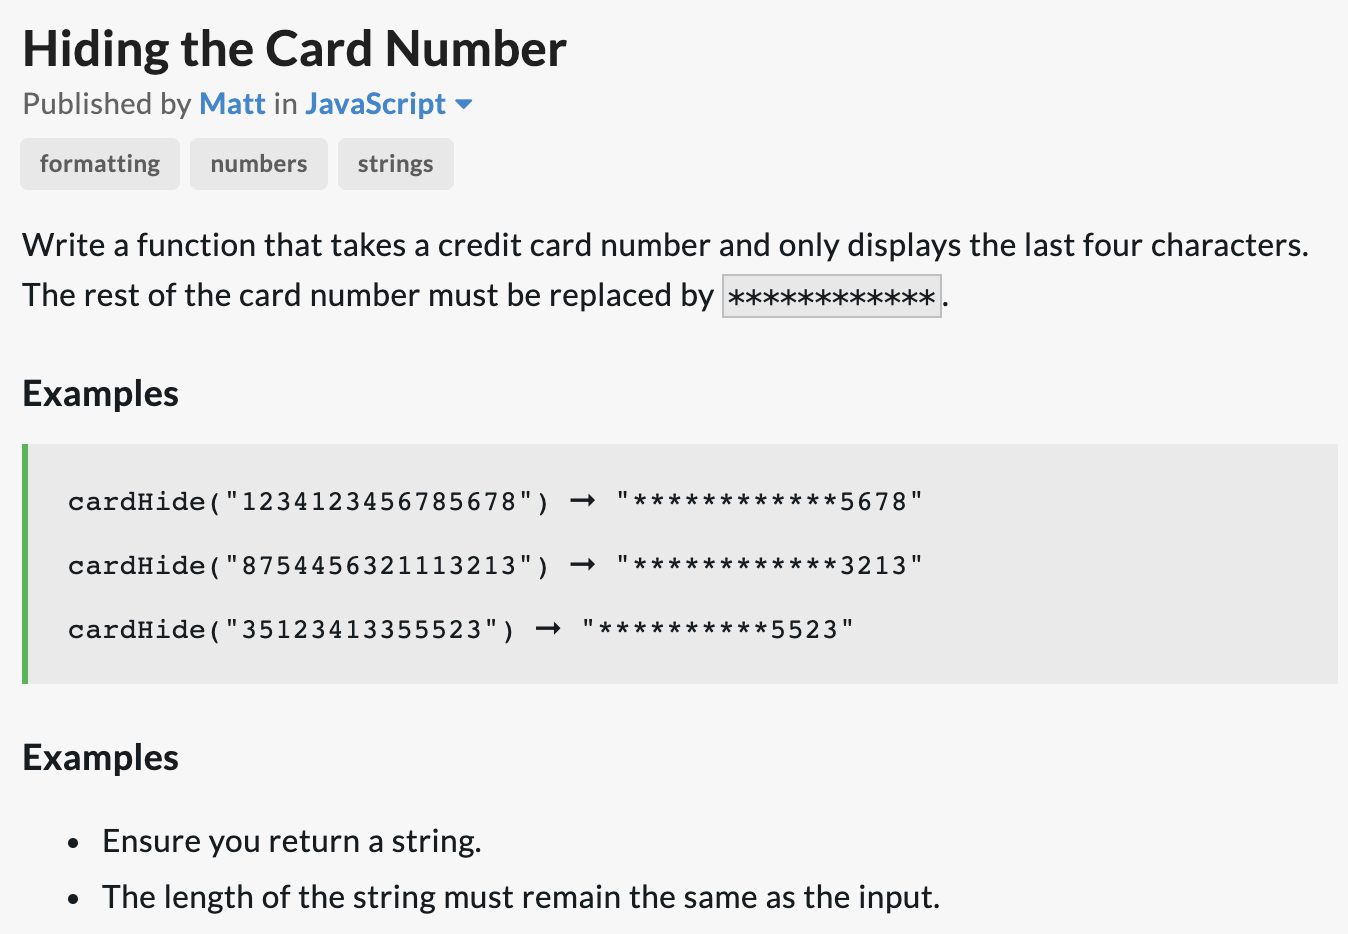 Hiding the Card Number
Published by Matt in JavaScript
formatting numbers strings
Write a function that takes a credit card number and only displays the last four characters.
The rest of the card number must be replaced by ************.
Examples
cardHide("1234123456785678") ➞ "************5678"
cardHide("8754456321113213") ➞ "************3213"
cardHide("35123413355523") ➞ "**********5523"
Examples
• Ensure you return a string.
• The length of the string must remain the same as the input.